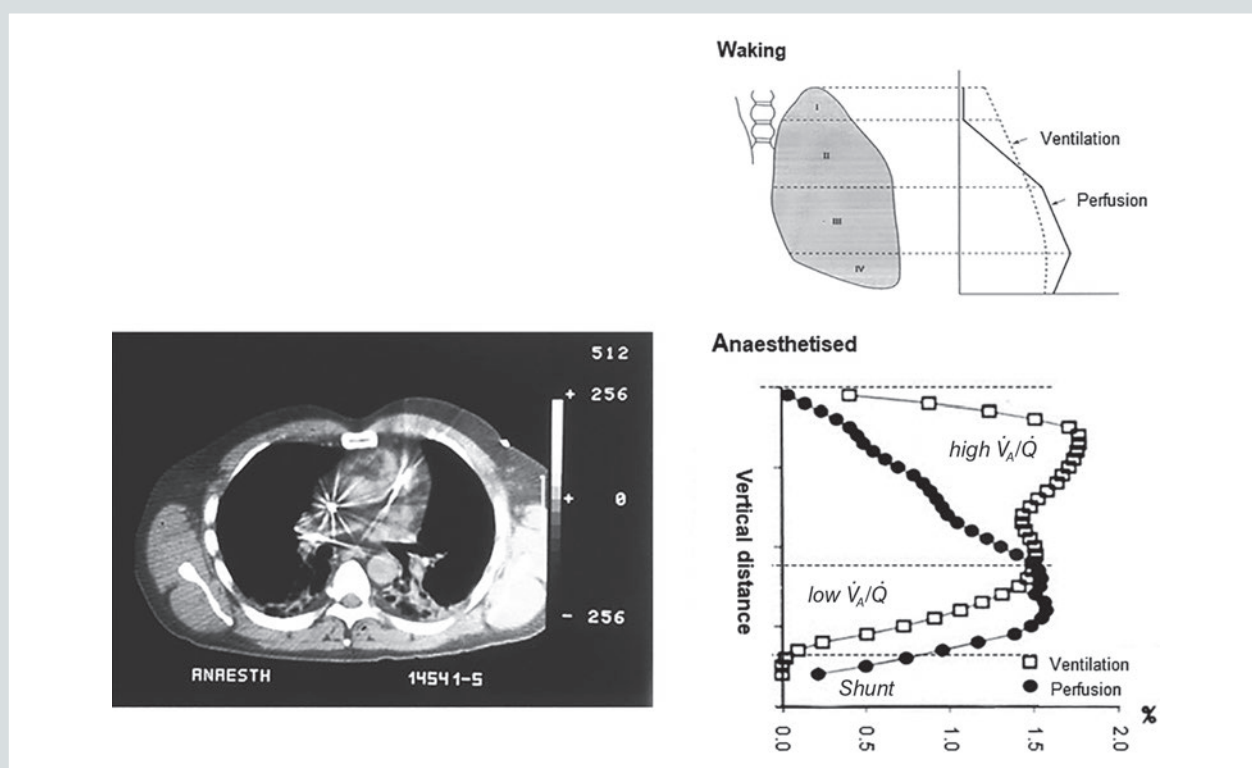 Waking
I
II
III
IV
Ventilation
Perfusion
512
+ 256
+ 0
- 256
ANAESTH
14541-5
Anaesthetised
Vertical distance
high V̇A/Q̇
low V̇A/Q̇
Shunt
Ventilation
Perfusion
0.0
0.5
1.0
1.5
2.0
%